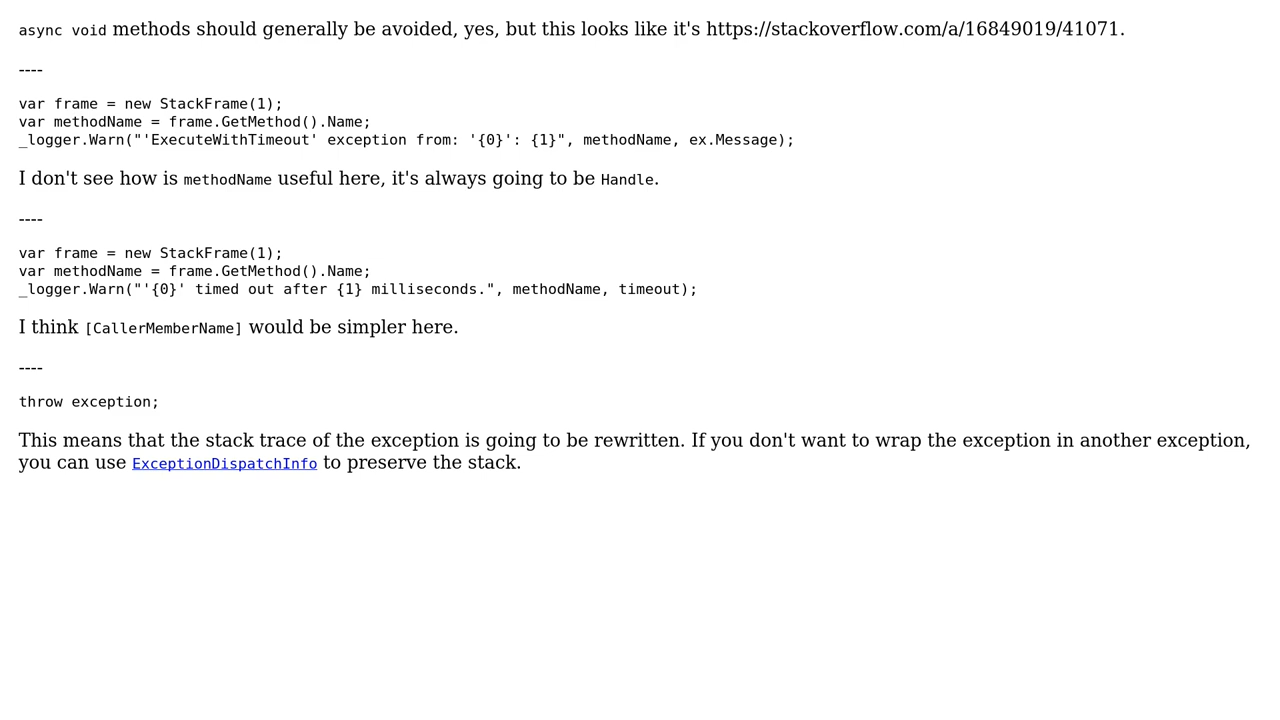 async void methods should generally be avoided, yes, but this looks like it's https://stackoverflow.com/a/16849019/41071.
----
var frame = new StackFrame(1);
var methodName = frame.GetMethod().Name;
_logger.Warn("'ExecuteWithTimeout' exception from: '{0}': {1}", methodName, ex.Message);
I don't see how is methodName useful here, it's always going to be Handle.
----
var frame = new StackFrame(1);
var methodName = frame.GetMethod().Name;
_logger.Warn("'{0}' timed out after {1} milliseconds.", methodName, timeout);
I think [CallerMemberName] would be simpler here.
----
throw exception;
This means that the stack trace of the exception is going to be rewritten. If you don't want to wrap the exception in another exception,
you can use ExceptionDispatchInfo to preserve the stack.